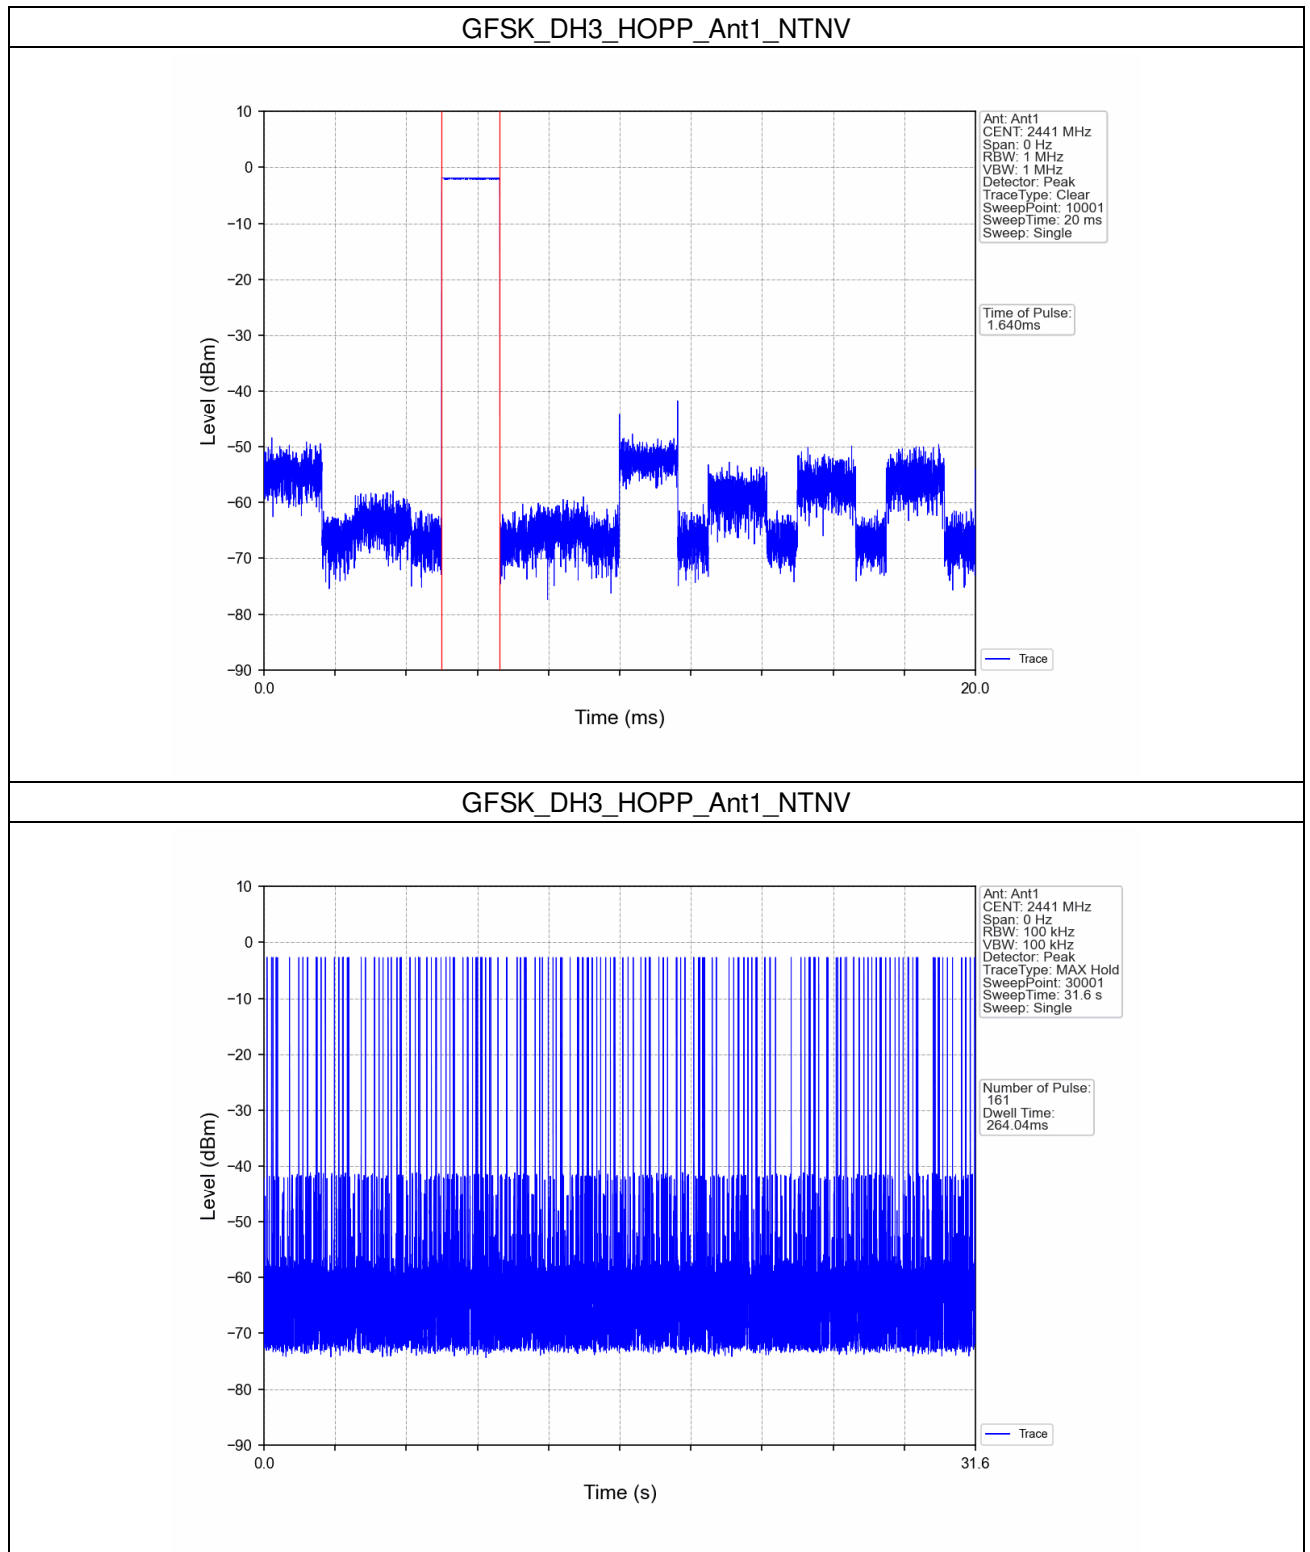 GFSK_DH3_HOPP_Ant1_NTNV
10
0
−10
−20
−30
−40
−50
−60
−70
−80
−90
Level (dBm)
0.0
20.0
Time (ms)
Ant: Ant1
CENT: 2441 MHz
Span: 0 Hz
RBW: 1 MHz
VBW: 1 MHz
Detector: Peak
TraceType: Clear
SweepPoint: 10001
SweepTime: 20 ms
Sweep: Single
Time of Pulse:
1.640ms
Trace
GFSK_DH3_HOPP_Ant1_NTNV
10
0
−10
−20
−30
−40
−50
−60
−70
−80
−90
Level (dBm)
0.0
31.6
Time (s)
Ant: Ant1
CENT: 2441 MHz
Span: 0 Hz
RBW: 100 kHz
VBW: 100 kHz
Detector: Peak
TraceType: MAX Hold
SweepPoint: 30001
SweepTime: 31.6 s
Sweep: Single
Number of Pulse:
161
Dwell Time:
264.04ms
Trace